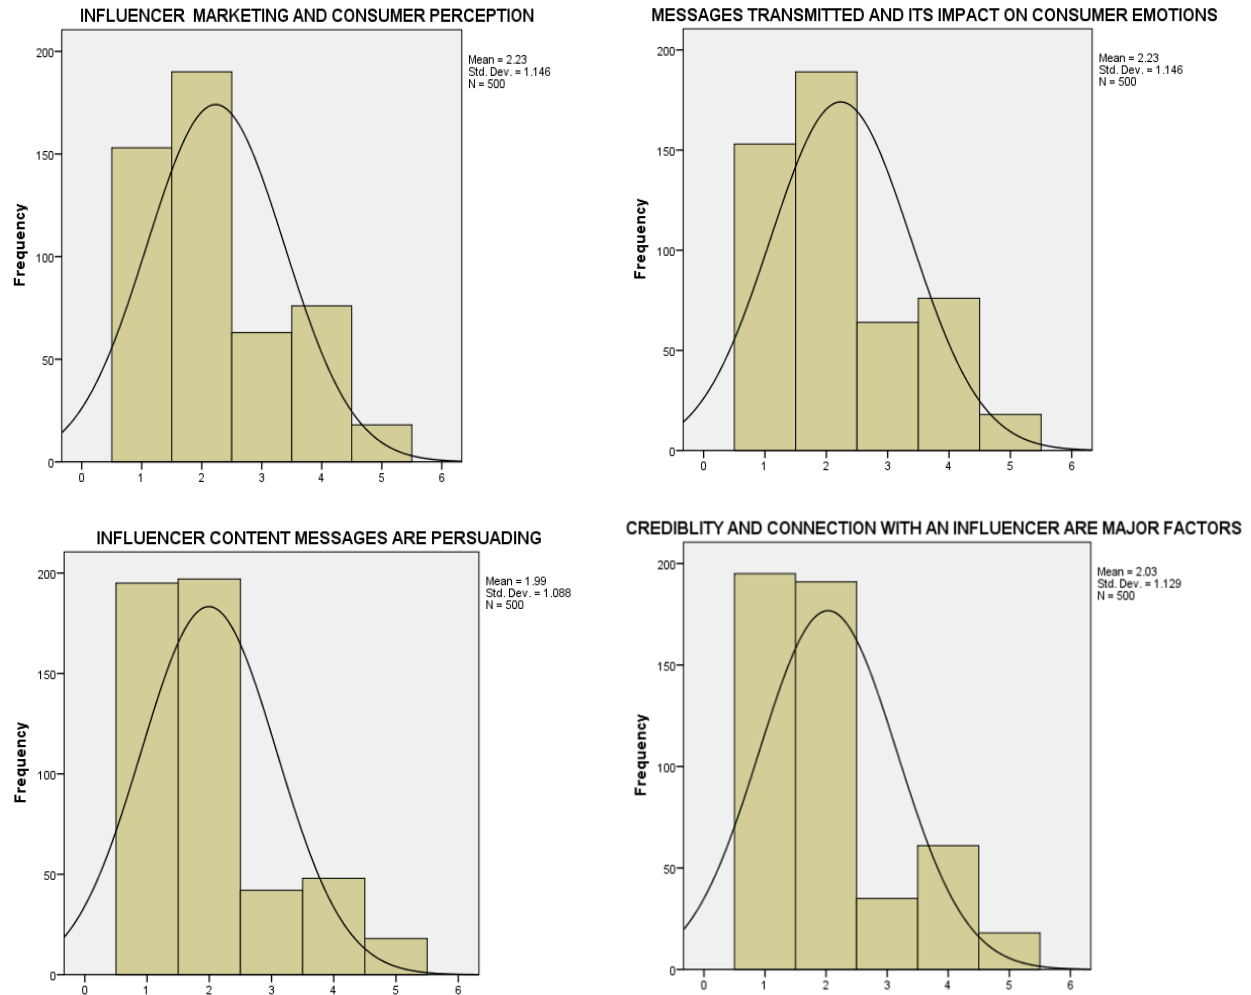 INFLUENCER MARKETING AND CONSUMER PERCEPTION
Mean = 2.23
Std. Dev. = 1.146
N = 500
Frequency
200
150
100
50
0
0 1 2 3 4 5 6
MESSAGES TRANSMITTED AND ITS IMPACT ON CONSUMER EMOTIONS
Mean = 2.23
Std. Dev. = 1.146
N = 500
Frequency
200
150
100
50
0
0 1 2 3 4 5 6
INFLUENCER CONTENT MESSAGES ARE PERSUADING
Mean = 1.99
Std. Dev. = 1.088
N = 500
Frequency
200
150
100
50
0
0 1 2 3 4 5 6
CREDIBLITY AND CONNECTION WITH AN INFLUENCER ARE MAJOR FACTORS
Mean = 2.03
Std. Dev. = 1.129
N = 500
Frequency
200
150
100
50
0
0 1 2 3 4 5 6